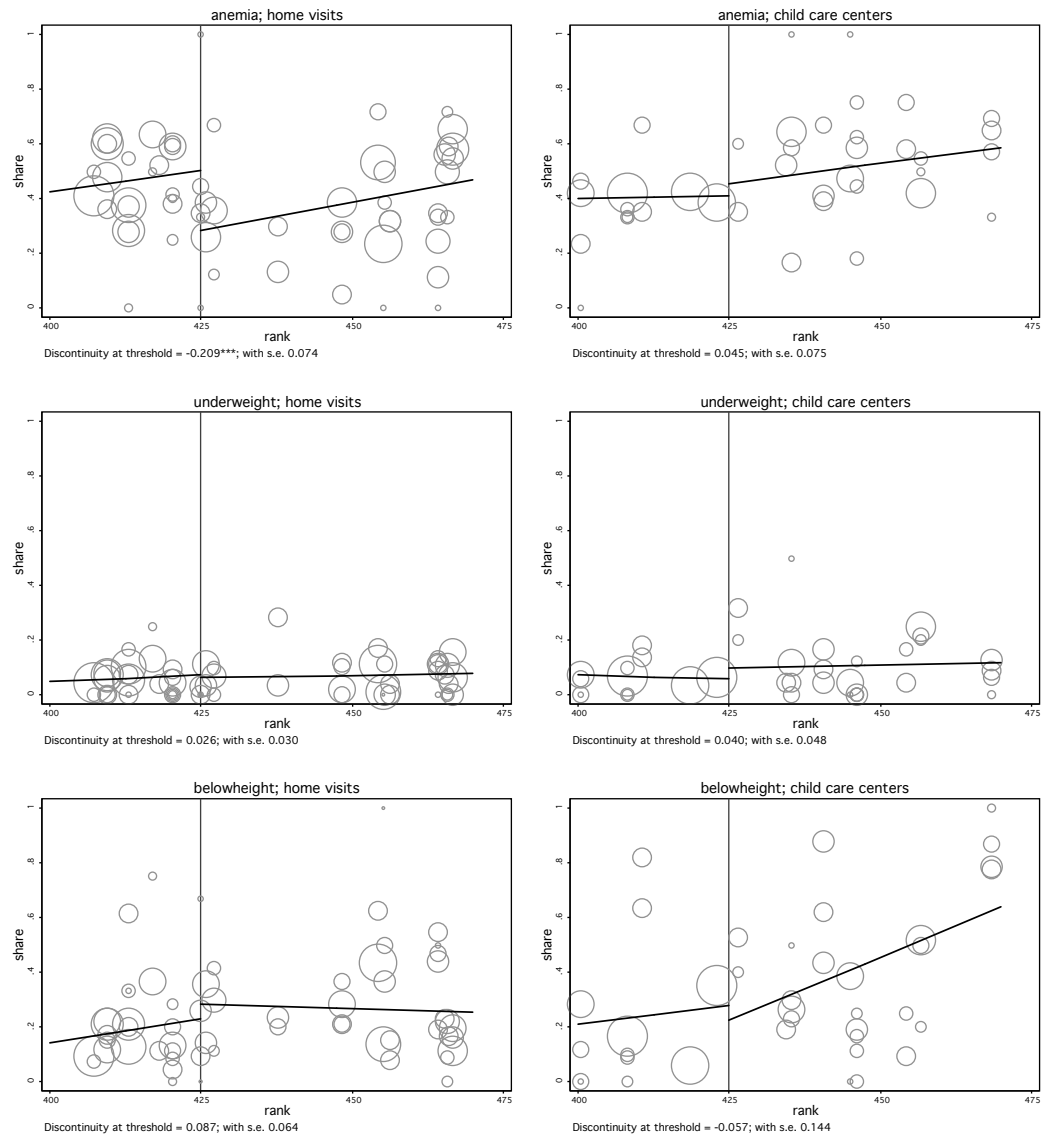 anemia; home visits
1
.8
.6
share
.4
.2
0
400 425 450 475
rank
Discontinuity at threshold = -0.209***; with s.e. 0.074
anemia; child care centers
1
.8
.6
share
.4
.2
0
400 425 450 475
rank
Discontinuity at threshold = 0.045; with s.e. 0.075
underweight; home visits
1
.8
.6
share
.4
.2
0
400 425 450 475
rank
Discontinuity at threshold = 0.026; with s.e. 0.030
underweight; child care centers
1
.8
.6
share
.4
.2
0
400 425 450 475
rank
Discontinuity at threshold = 0.040; with s.e. 0.048
belowheight; home visits
1
.8
.6
share
.4
.2
0
400 425 450 475
rank
Discontinuity at threshold = 0.087; with s.e. 0.064
belowheight; child care centers
1
.8
.6
share
.4
.2
0
400 425 450 475
rank
Discontinuity at threshold = -0.057; with s.e. 0.144